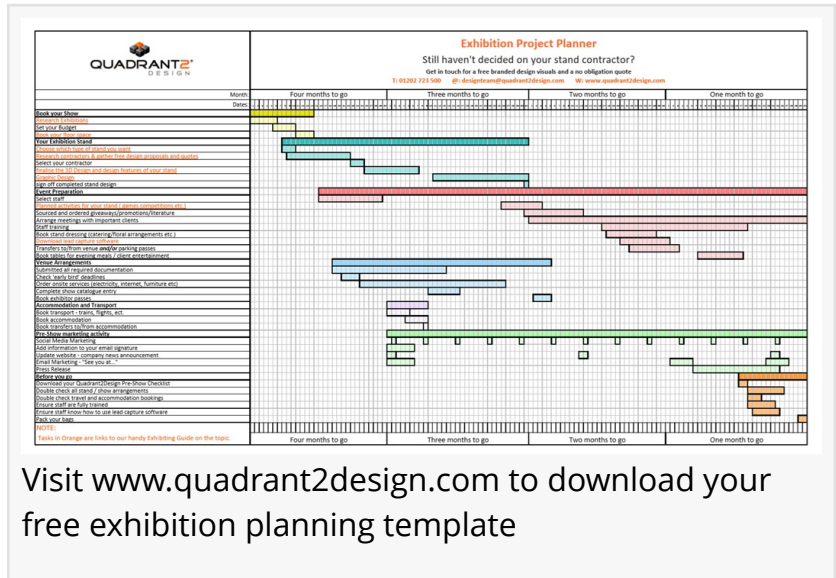 QUADRANT2
DESIGN
Exhibition Project Planner
Still haven't decided on your stand contractor?
Get in touch for a free branded design visuals and a no obligation quote
T: 01202 723 500 @: designteam@quadrant2design.com W: www.quadrant2design.com
Month: Four months to go Three months to go Two months to go One month to go
Dates:
Book your Show
Research Exhibitions
Set your Budget
Book your floor space
Your Exhibition Stand
Choose which type of stand you want
Research contractors & gather free design proposals and quotes
Select your contractor
Finalise the 3D Design and design features of your stand
Graphic Design
sign off completed stand design
Event Preparation
Select staff
Planned activities for your stand ( games competitions etc.)
Sourced and ordered giveaways/promotions/literature
Arrange meetings with important clients
Staff training
Book stand dressing (catering/floral arrangements etc.)
Download lead capture software
Transfers to/from venue and/or parking passes
Book tables for evening meals / client entertainment
Venue Arrangements
Submitted all required documentation
Check 'early bird' deadlines
Order onsite services (electricity, internet, furniture etc)
Complete show catalogue entry
Book exhibitor passes
Accommodation and Transport
Book transport - trains, flights, ect.
Book accommodation
Book transfers to/from accommodation
Pre-Show marketing activity
Social Media Marketing
Add information to your email signature
Update website - company news announcement
Email Marketing - "See you at..."
Press Release
Before you go
Download your Quadrant2Design Pre-Show Checklist
Double check all stand / show arrangements
Double check travel and accommodation bookings
Ensure staff are fully trained
Ensure staff know how to use lead capture software
Pack your bags
NOTE:
Tasks in Orange are links to our handy Exhibiting Guide on the topic.
Four months to go Three months to go Two months to go One month to go
Visit www.quadrant2design.com to download your
free exhibition planning template